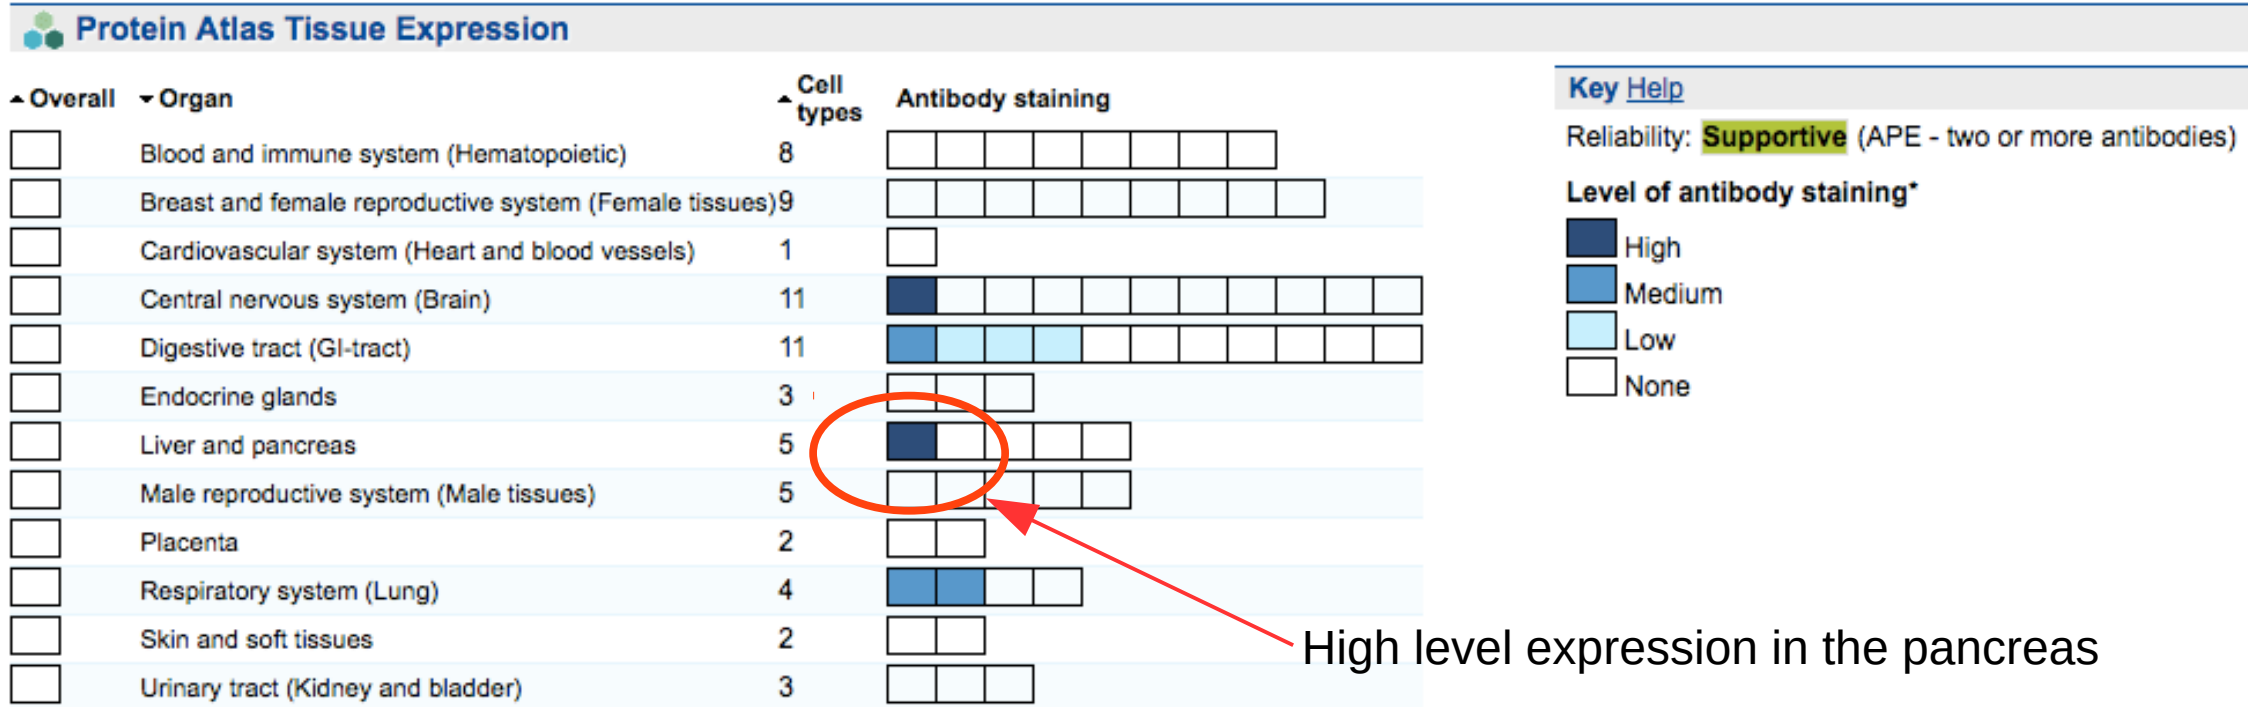 Protein Atlas Tissue Expression
Overall Organ Cell types Antibody staining
Blood and immune system (Hematopoietic) 8
Breast and female reproductive system (Female tissues) 9
Cardiovascular system (Heart and blood vessels) 1
Central nervous system (Brain) 11
Digestive tract (GI-tract) 11
Endocrine glands 3
Liver and pancreas 5
Male reproductive system (Male tissues) 5
Placenta 2
Respiratory system (Lung) 4
Skin and soft tissues 2
Urinary tract (Kidney and bladder) 3
Key Help
Reliability: Supportive (APE - two or more antibodies)
Level of antibody staining*
High
Medium
Low
None
High level expression in the pancreas